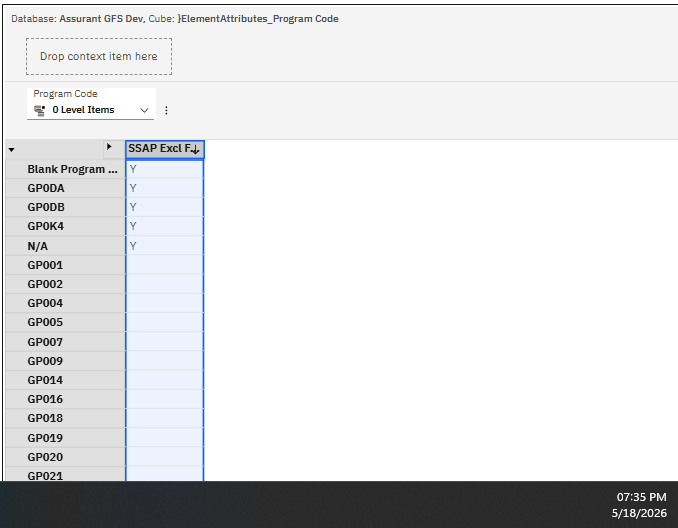 Database: Assurant GFS Dev, Cube: }ElementAttributes_Program Code
Drop context item here
Program Code
0 Level Items
SSAP Excl F...
Blank Program ... Y
GP0DA Y
GP0DB Y
GP0K4 Y
N/A Y
GP001
GP002
GP004
GP005
GP007
GP009
GP014
GP016
GP018
GP019
GP020
GP021
07:35 PM
5/18/2026